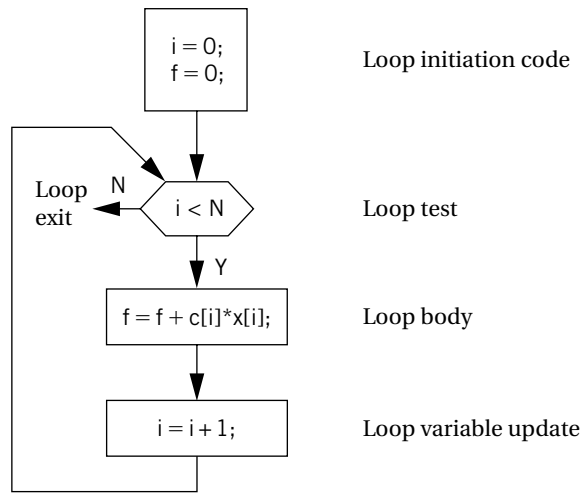 i = 0;
f = 0;
Loop initiation code
Loop
exit
N
i < N
Loop test
Y
f = f + c[i]*x[i];
Loop body
i = i + 1;
Loop variable update